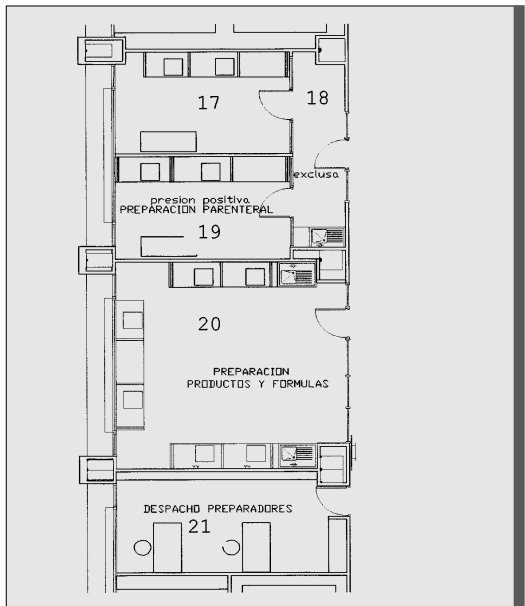 17
18
exclusa
presion positiva
PREPARACION PARENTERAL
19
20
PREPARACION
PRODUCTOS Y FORMULAS
DESPACHO PREPARADORES
21